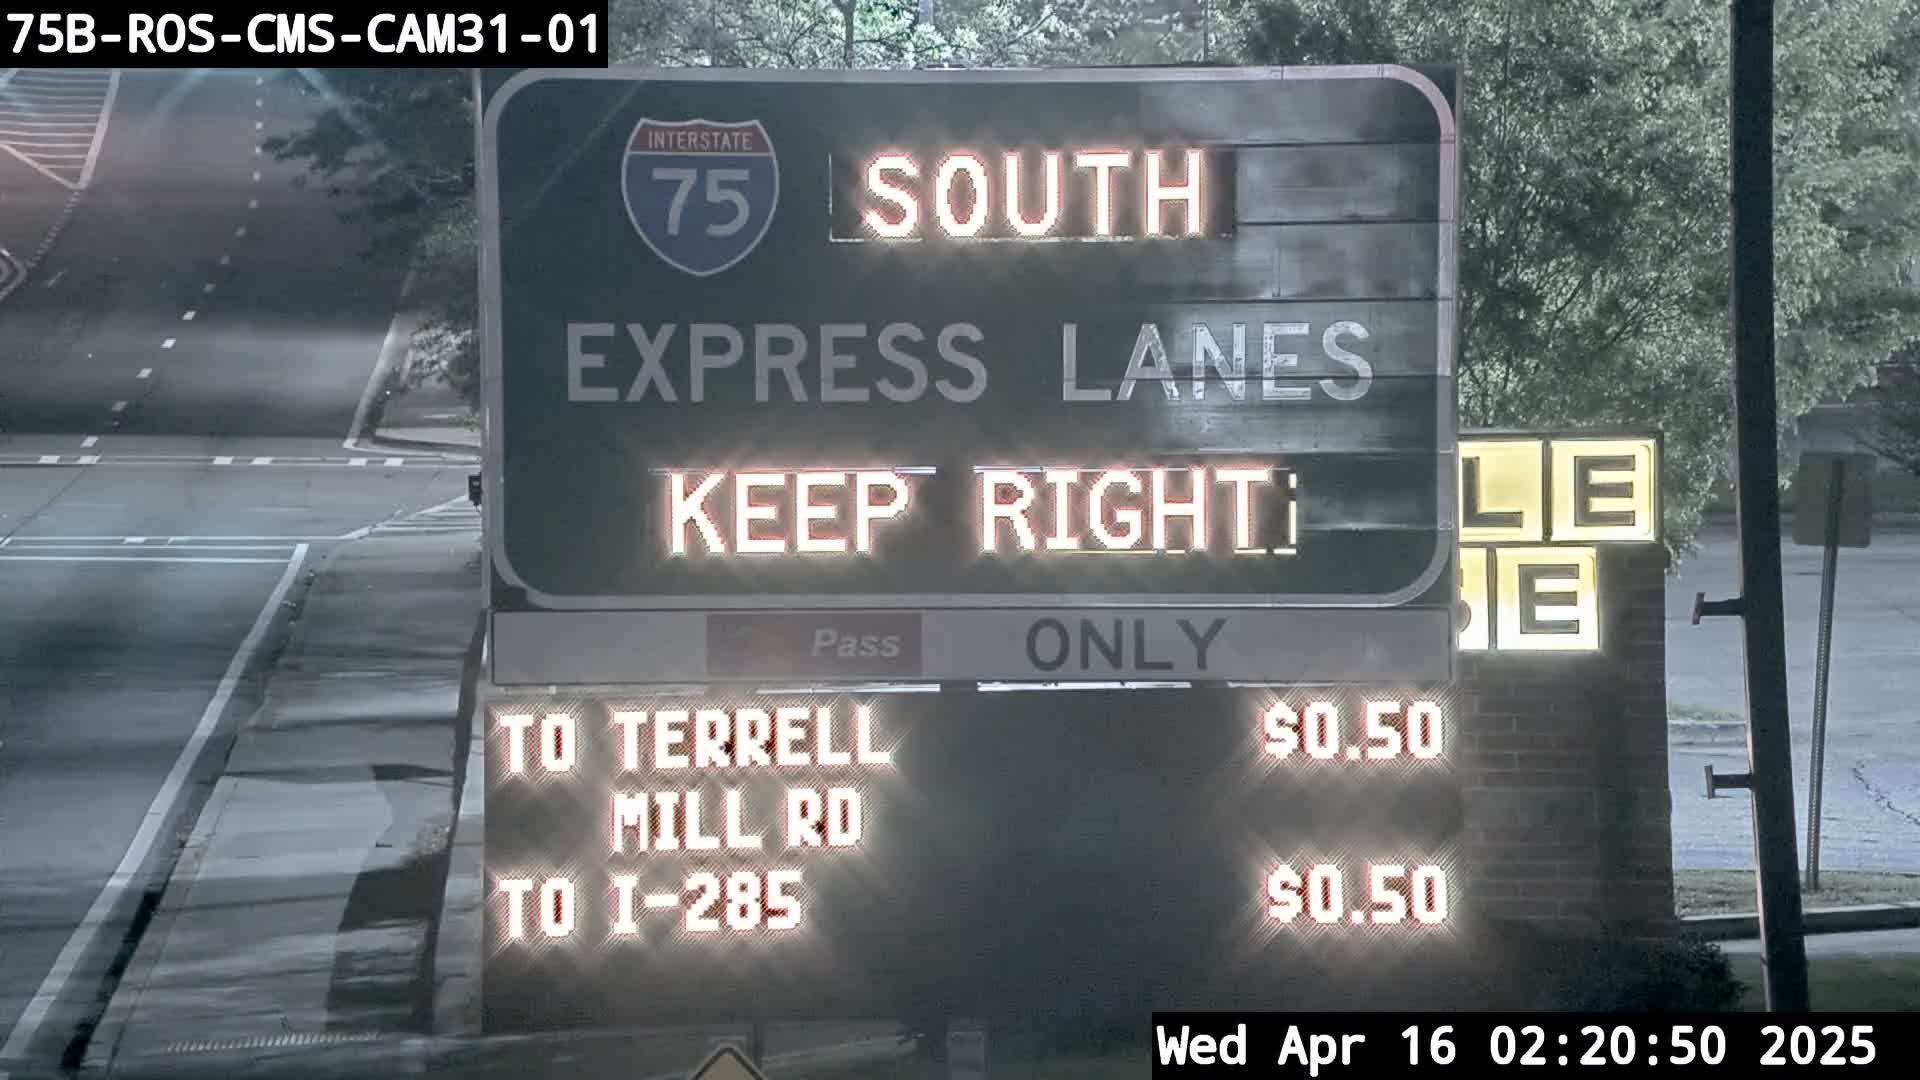 75B-ROS-CMS-CAM31-01
INTERSTATE
75
SOUTH
EXPRESS LANES
KEEP RIGHT
LE
E
Pass ONLY
TO TERRELL $0.50
MILL RD
TO I-285 $0.50
Wed Apr 16 02:20:50 2025